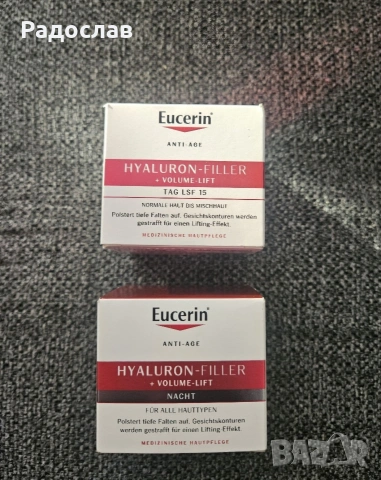 Радослав
Eucerin®
ANTI-AGE
HYALURON-FILLER
+ VOLUME-LIFT
TAG LSF 15
NORMALE HAUT BIS MISCHHAUT
Polstert tiefe Falten auf. Gesichtskonturen werden
gestrafft für einen Lifting-Effekt.
MEDIZINISCHE HAUTPFLEGE
Eucerin®
ANTI-AGE
HYALURON-FILLER
+ VOLUME-LIFT
NACHT
FÜR ALLE HAUTTYPEN
Polstert tiefe Falten auf. Gesichtskonturen
werden gestrafft für einen Lifting-Effekt.
MEDIZINISCHE HAUTPFLEGE
bazar